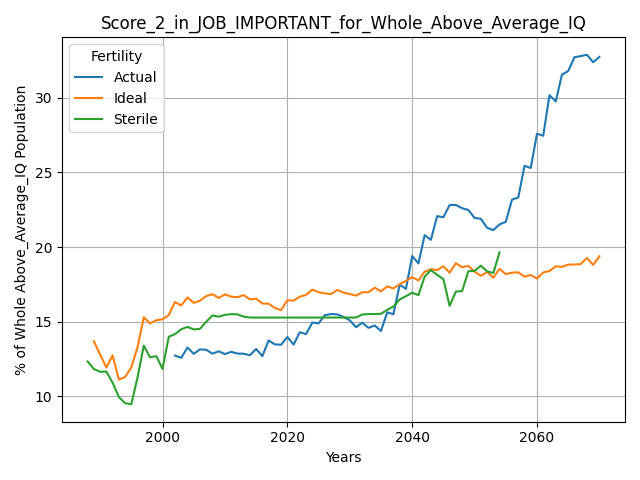 Score_2_in_JOB_IMPORTANT_for_Whole_Above_Average_IQ
Fertility
Actual
Ideal
Sterile
% of Whole Above_Average_IQ Population
30
25
20
15
10
2000
2020
2040
2060
Years